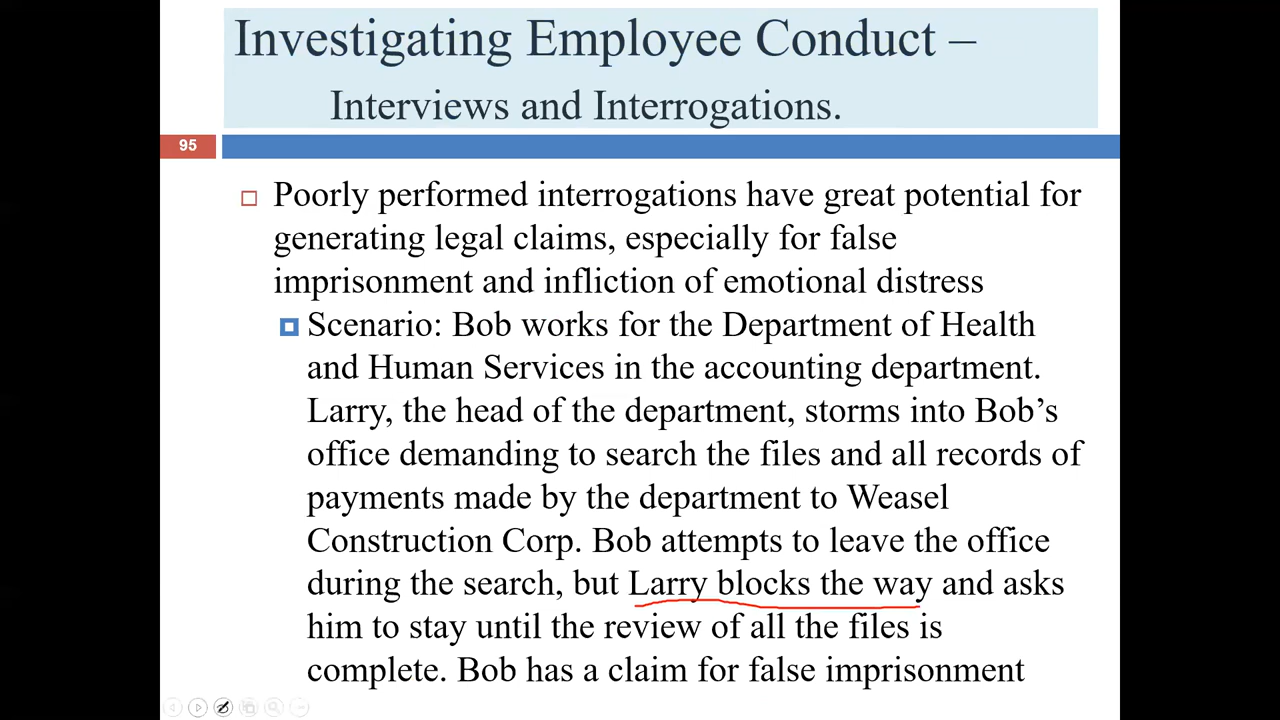 Investigating Employee Conduct –
Interviews and Interrogations.
95
Poorly performed interrogations have great potential for
generating legal claims, especially for false
imprisonment and infliction of emotional distress
Scenario: Bob works for the Department of Health
and Human Services in the accounting department.
Larry, the head of the department, storms into Bob’s
office demanding to search the files and all records of
payments made by the department to Weasel
Construction Corp. Bob attempts to leave the office
during the search, but Larry blocks the way and asks
him to stay until the review of all the files is
complete. Bob has a claim for false imprisonment